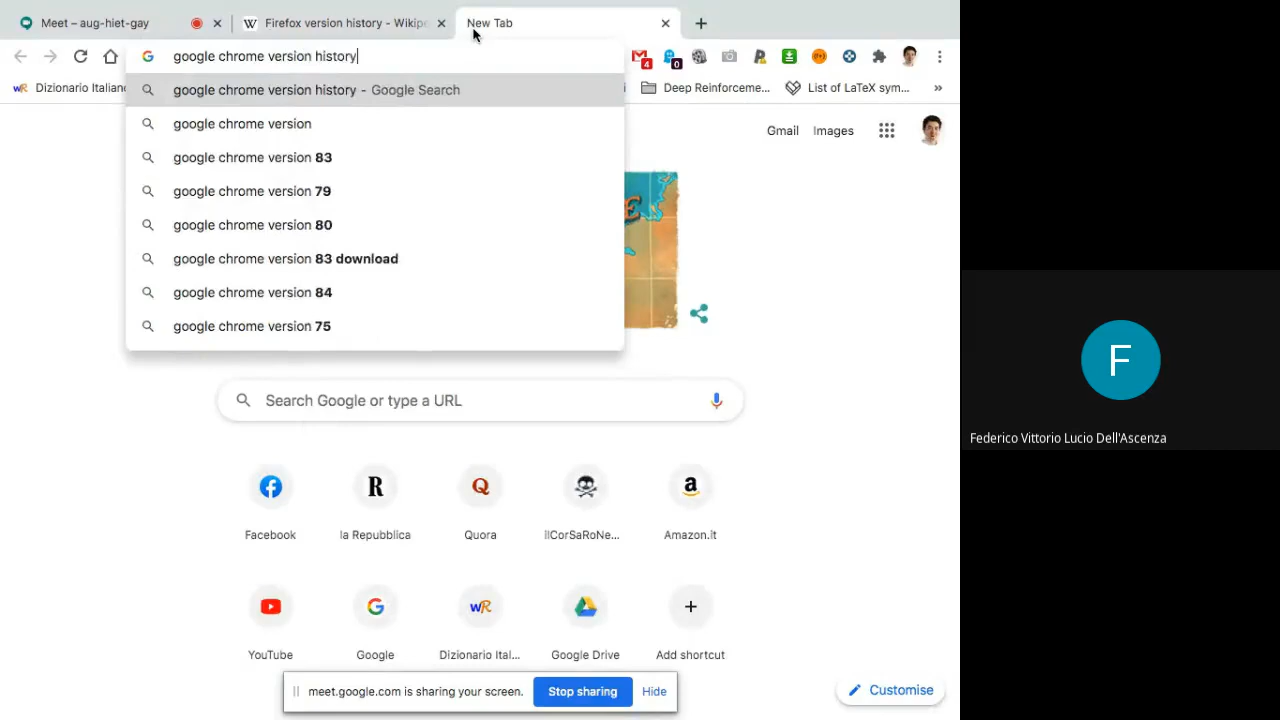 Meet – aug-hiet-gay
Firefox version history - Wikipe
New Tab
google chrome version history
4
0
Dizionario Italiano
Deep Reinforceme...
List of LaTeX sym...
»
google chrome version history - Google Search
google chrome version
google chrome version 83
google chrome version 79
google chrome version 80
google chrome version 83 download
google chrome version 84
google chrome version 75
Gmail
Images
Search Google or type a URL
Facebook
la Repubblica
Quora
IlCorSaRoNe...
Amazon.it
YouTube
Google
Dizionario Ital...
Google Drive
Add shortcut
meet.google.com is sharing your screen.
Stop sharing
Hide
Customise
F
Federico Vittorio Lucio Dell'Ascenza